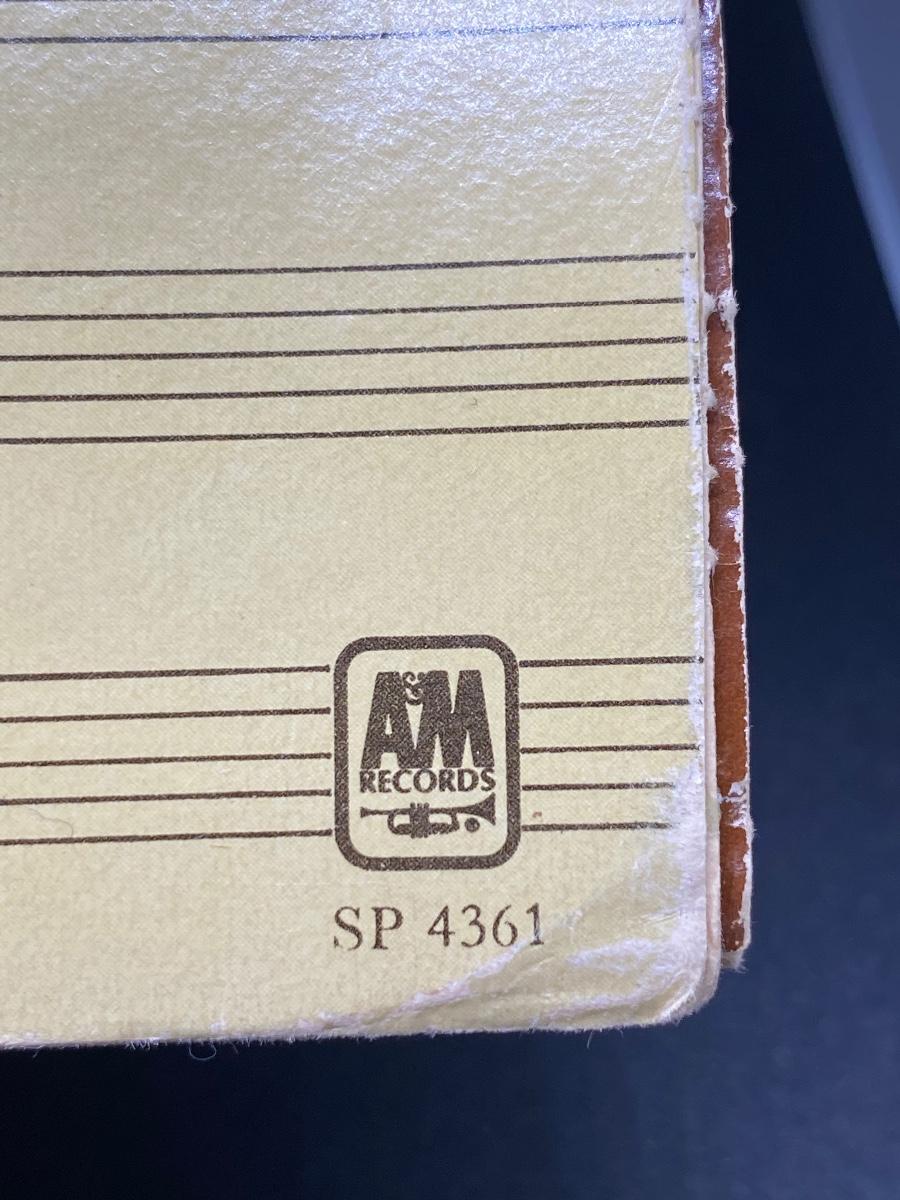 A&M
RECORDS
®
SP 4361